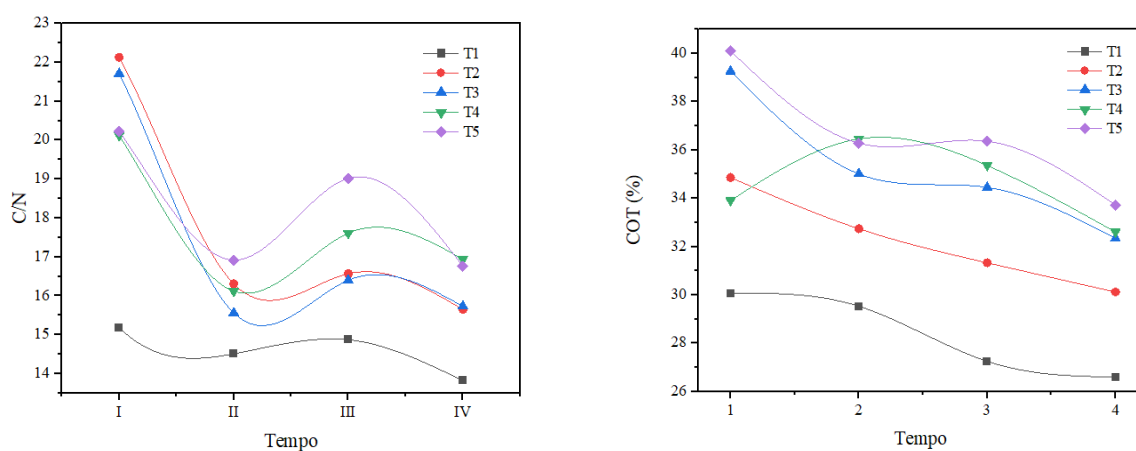 23
22
21
20
19
18
17
16
15
14
C/N
I II III IV
Tempo
T1
T2
T3
T4
T5
40
38
36
34
32
30
28
26
COT (%)
1 2 3 4
Tempo
T1
T2
T3
T4
T5